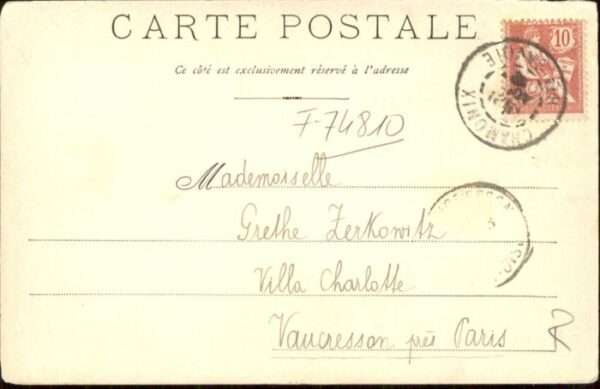 CARTE POSTALE
10
Ce côté est exclusivement réservé à l'adresse
CHAMONIX
F-74810
Mademoiselle
Grethe Zerkowitz
Villa Charlotte
Vaucresson près Paris